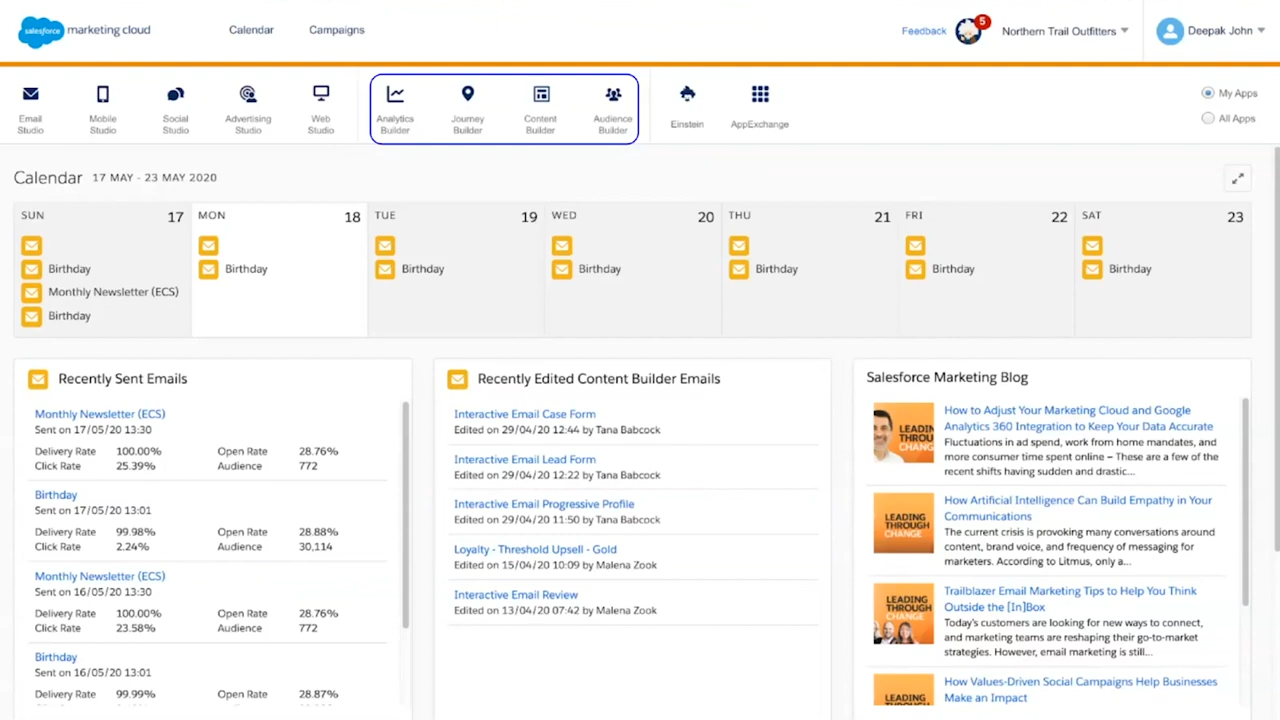 salesforce marketing cloud
Calendar
Campaigns
Feedback
5
Northern Trail Outfitters
Deepak John
Email
Studio
Mobile
Studio
Social
Studio
Advertising
Studio
Web
Studio
Analytics
Builder
Journey
Builder
Content
Builder
Audience
Builder
Einstein
AppExchange
My Apps
All Apps
Calendar 17 MAY - 23 MAY 2020
SUN 17
Birthday
Monthly Newsletter (ECS)
Birthday
MON 18
Birthday
TUE 19
Birthday
WED 20
Birthday
THU 21
Birthday
FRI 22
Birthday
SAT 23
Birthday
Recently Sent Emails
Monthly Newsletter (ECS)
Sent on 17/05/20 13:30
Delivery Rate 100.00% Open Rate 28.76%
Click Rate 25.39% Audience 772
Birthday
Sent on 17/05/20 13:01
Delivery Rate 99.98% Open Rate 28.88%
Click Rate 2.24% Audience 30,114
Monthly Newsletter (ECS)
Sent on 16/05/20 13:30
Delivery Rate 100.00% Open Rate 28.76%
Click Rate 23.58% Audience 772
Birthday
Sent on 16/05/20 13:01
Delivery Rate 99.99% Open Rate 28.87%
Recently Edited Content Builder Emails
Interactive Email Case Form
Edited on 29/04/20 12:44 by Tana Babcock
Interactive Email Lead Form
Edited on 29/04/20 12:22 by Tana Babcock
Interactive Email Progressive Profile
Edited on 29/04/20 11:50 by Tana Babcock
Loyalty - Threshold Upsell - Gold
Edited on 15/04/20 10:09 by Malena Zook
Interactive Email Review
Edited on 13/04/20 07:42 by Malena Zook
Salesforce Marketing Blog
LEADING
THROU
CHANG
How to Adjust Your Marketing Cloud and Google
Analytics 360 Integration to Keep Your Data Accurate
Fluctuations in ad spend, work from home mandates, and
more consumer time spent online – These are a few of the
recent shifts having sudden and drastic...
LEADING
THROUGH
CHANGE
How Artificial Intelligence Can Build Empathy in Your
Communications
The current crisis is provoking many conversations around
content, brand voice, and frequency of messaging for
marketers. According to Litmus, only a...
LEADING
THROUGH
CHANGE
Trailblazer Email Marketing Tips to Help You Think
Outside the [In]Box
Today's customers are looking for new ways to connect,
and marketing teams are reshaping their go-to-market
strategies. However, email marketing is still...
LEADING
How Values-Driven Social Campaigns Help Businesses
Make an Impact